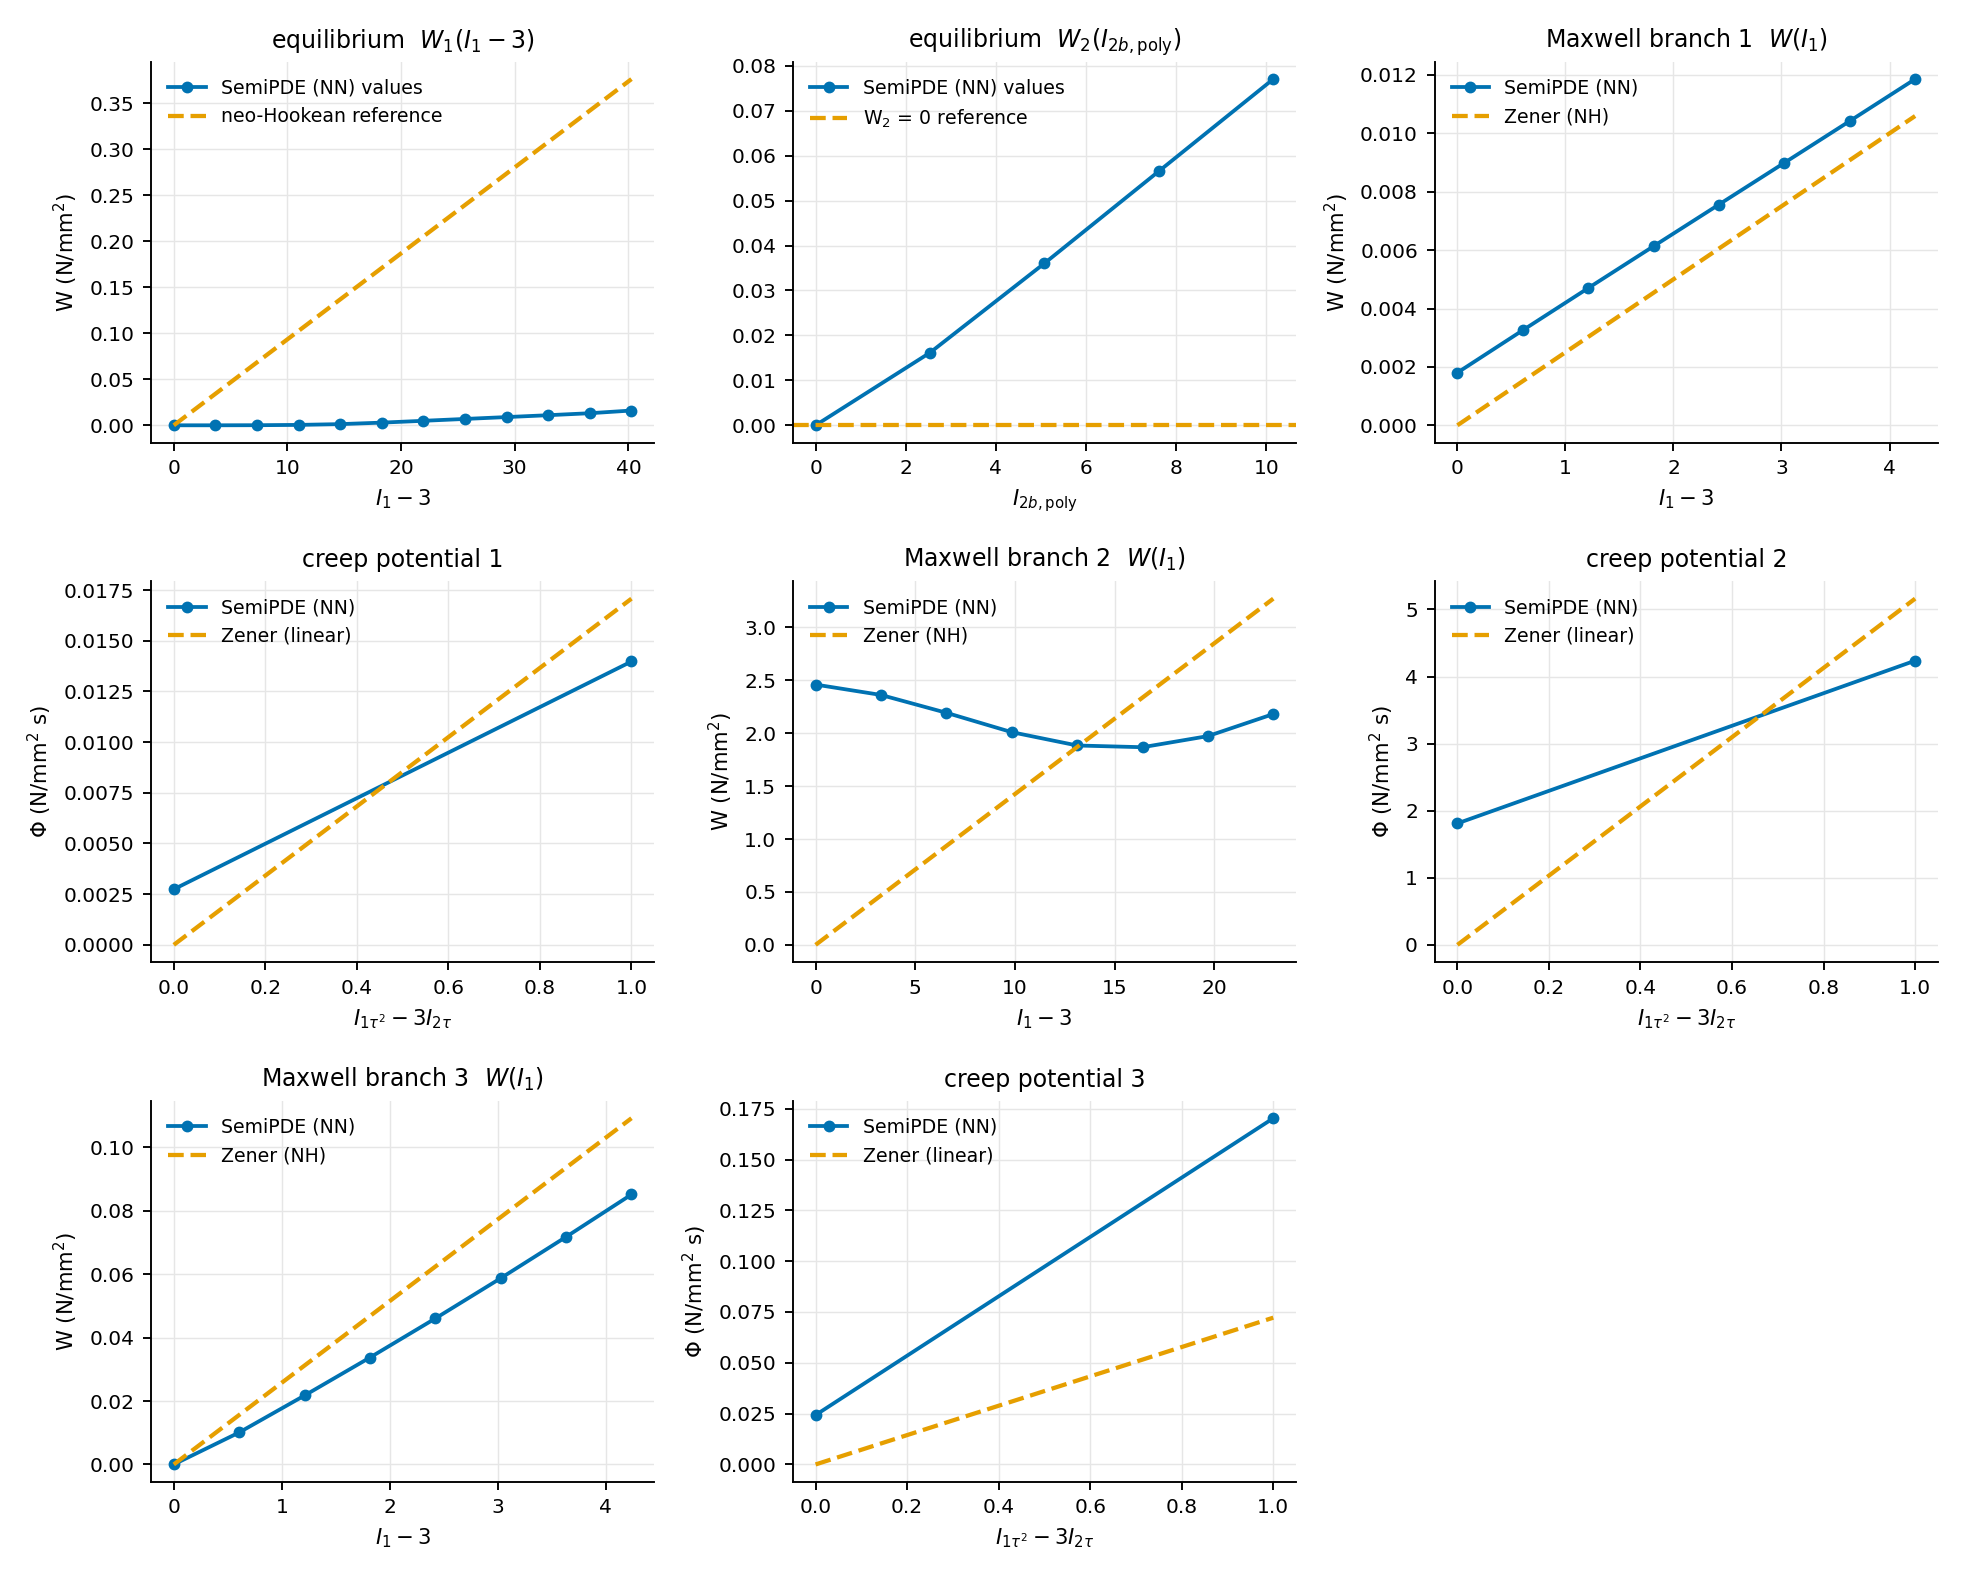 equilibrium W₁(I₁ − 3)
SemiPDE (NN) values
neo-Hookean reference
W (N/mm²)
0.35
0.30
0.25
0.20
0.15
0.10
0.05
0.00
0 10 20 30 40
I₁ − 3
equilibrium W₂(I₂b,poly)
SemiPDE (NN) values
W₂ = 0 reference
0.08
0.07
0.06
0.05
0.04
0.03
0.02
0.01
0.00
0 2 4 6 8 10
I₂b,poly
Maxwell branch 1 W(I₁)
SemiPDE (NN)
Zener (NH)
W (N/mm²)
0.012
0.010
0.008
0.006
0.004
0.002
0.000
0 1 2 3 4
I₁ − 3
creep potential 1
SemiPDE (NN)
Zener (linear)
Φ (N/mm² s)
0.0175
0.0150
0.0125
0.0100
0.0075
0.0050
0.0025
0.0000
0.0 0.2 0.4 0.6 0.8 1.0
I₁τ² − 3I₂τ
Maxwell branch 2 W(I₁)
SemiPDE (NN)
Zener (NH)
W (N/mm²)
3.0
2.5
2.0
1.5
1.0
0.5
0.0
0 5 10 15 20
I₁ − 3
creep potential 2
SemiPDE (NN)
Zener (linear)
Φ (N/mm² s)
5
4
3
2
1
0
0.0 0.2 0.4 0.6 0.8 1.0
I₁τ² − 3I₂τ
Maxwell branch 3 W(I₁)
SemiPDE (NN)
Zener (NH)
W (N/mm²)
0.10
0.08
0.06
0.04
0.02
0.00
0 1 2 3 4
I₁ − 3
creep potential 3
SemiPDE (NN)
Zener (linear)
Φ (N/mm² s)
0.175
0.150
0.125
0.100
0.075
0.050
0.025
0.000
0.0 0.2 0.4 0.6 0.8 1.0
I₁τ² − 3I₂τ